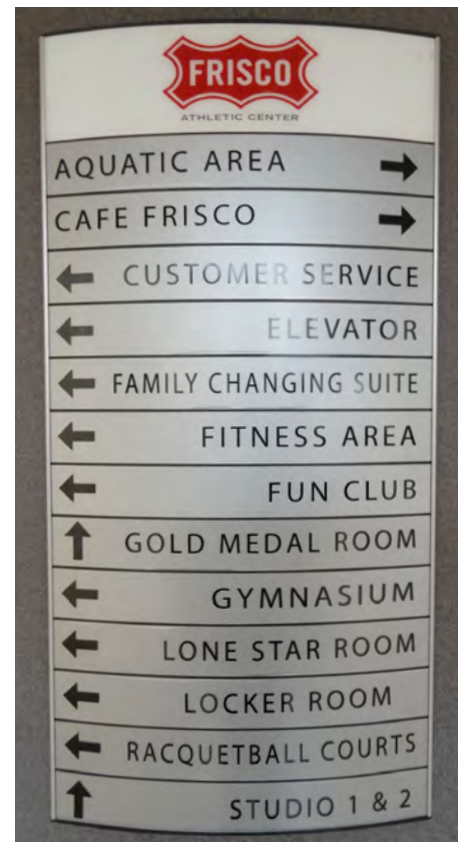 FRISCO
ATHLETIC CENTER
AQUATIC AREA →
CAFE FRISCO →
← CUSTOMER SERVICE
← ELEVATOR
← FAMILY CHANGING SUITE
← FITNESS AREA
← FUN CLUB
↑ GOLD MEDAL ROOM
← GYMNASIUM
← LONE STAR ROOM
← LOCKER ROOM
← RACQUETBALL COURTS
↑ STUDIO 1 & 2